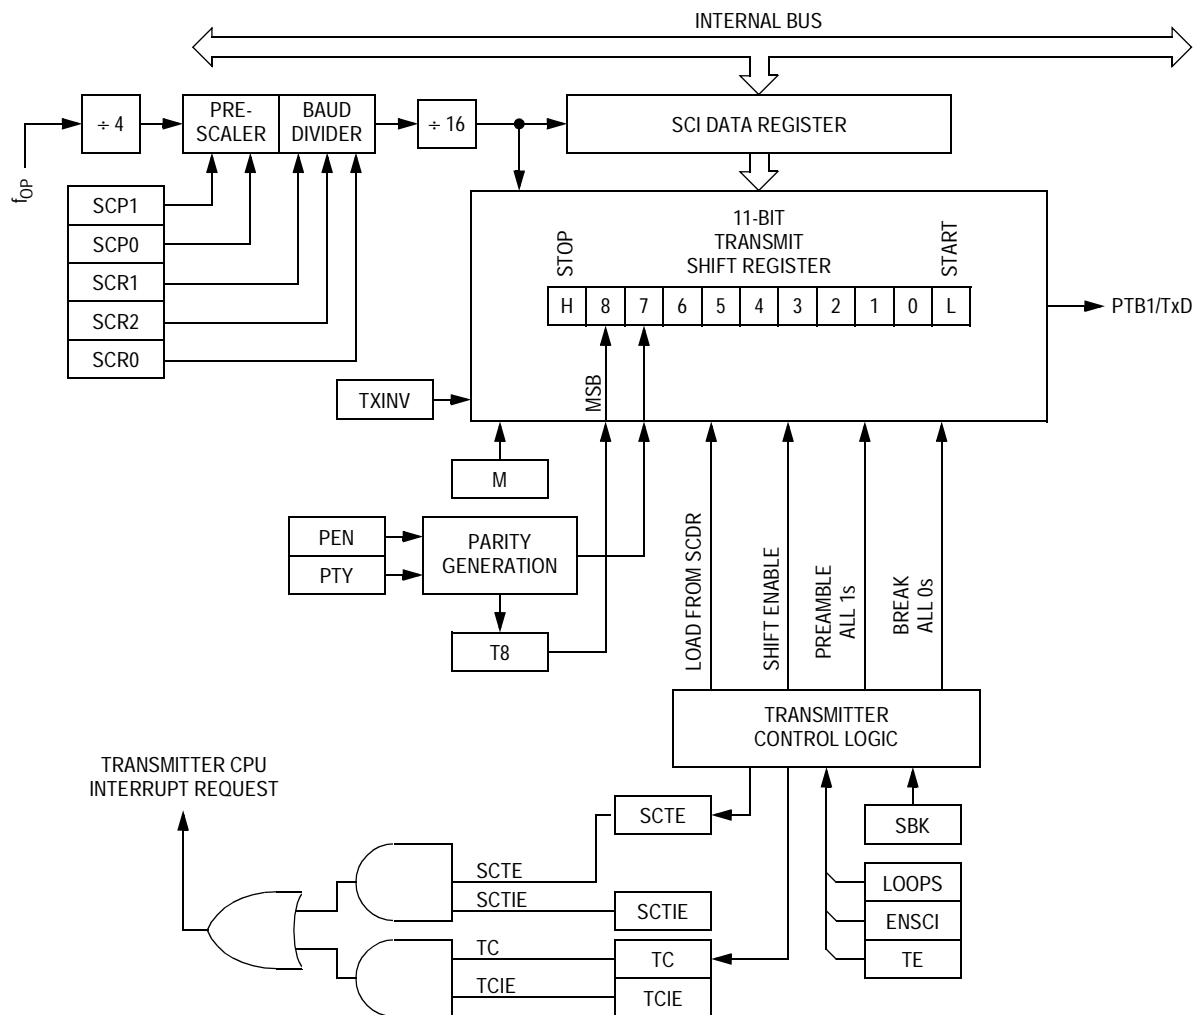 INTERNAL BUS
÷ 4
PRE-
SCALER
BAUD
DIVIDER
÷ 16
SCI DATA REGISTER
fOP
SCP1
SCP0
SCR1
SCR2
SCR0
11-BIT
TRANSMIT
SHIFT REGISTER
STOP
START
H 8 7 6 5 4 3 2 1 0 L
PTB1/TxD
MSB
TXINV
M
PEN
PTY
PARITY
GENERATION
T8
LOAD FROM SCDR
SHIFT ENABLE
PREAMBLE
ALL 1s
BREAK
ALL 0s
TRANSMITTER
CONTROL LOGIC
TRANSMITTER CPU
INTERRUPT REQUEST
SCTE
SBK
SCTE
SCTIE
SCTIE
LOOPS
ENSCI
TE
TC
TC
TCIE
TCIE